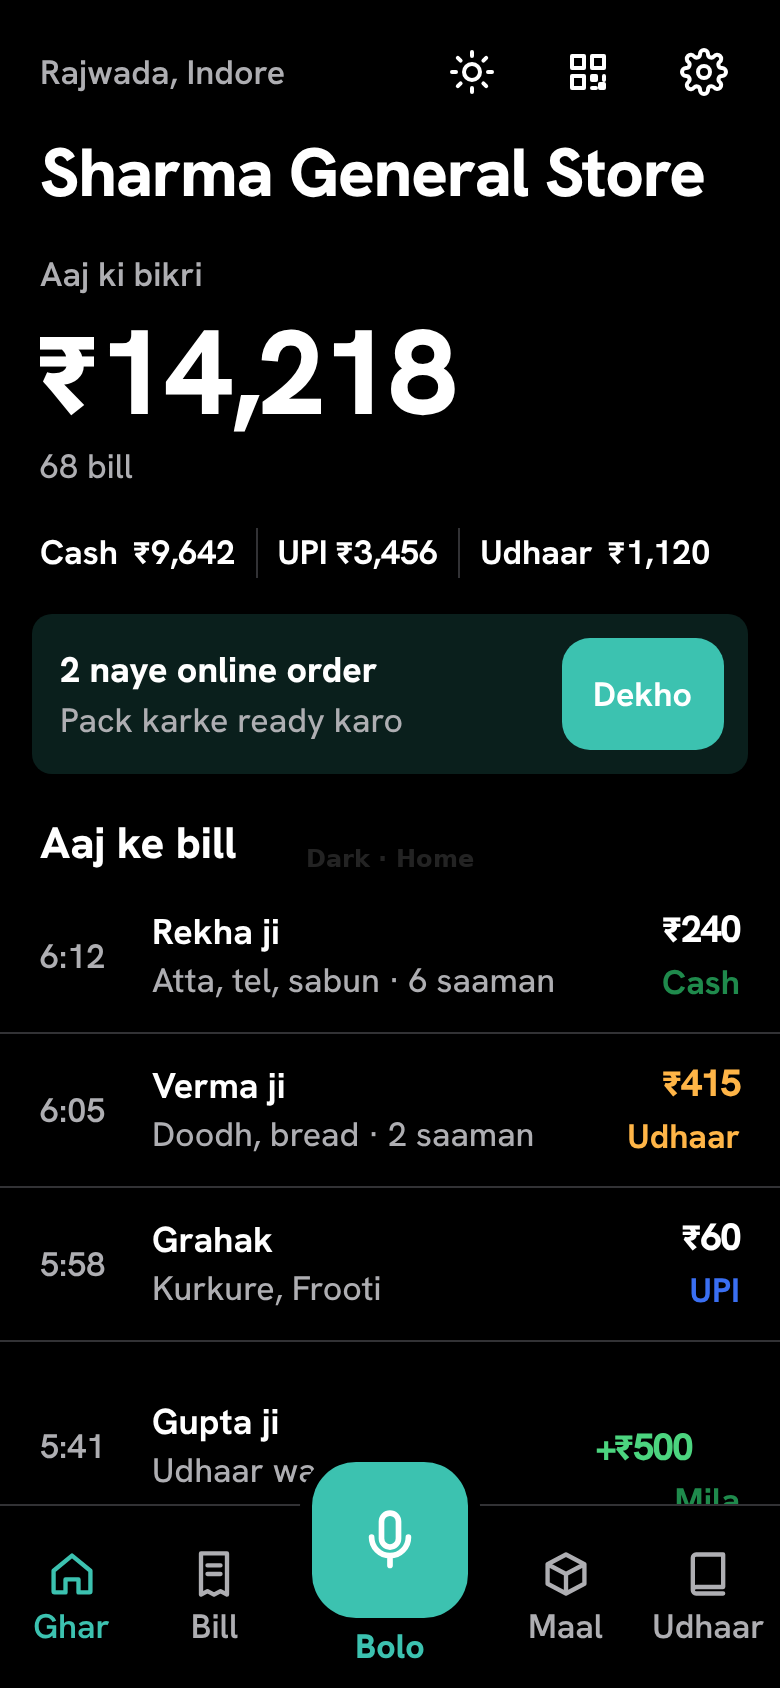 Rajwada, Indore
Sharma General Store
Aaj ki bikri
₹14,218
68 bill
Cash ₹9,642 UPI ₹3,456 Udhaar ₹1,120
2 naye online order
Pack karke ready karo
Dekho
Aaj ke bill
Dark · Home
6:12
Rekha ji
Atta, tel, sabun · 6 saaman
₹240
Cash
6:05
Verma ji
Doodh, bread · 2 saaman
₹415
Udhaar
5:58
Grahak
Kurkure, Frooti
₹60
UPI
5:41
Gupta ji
Udhaar
+₹500
Mila
Ghar
Bill
Bolo
Maal
Udhaar